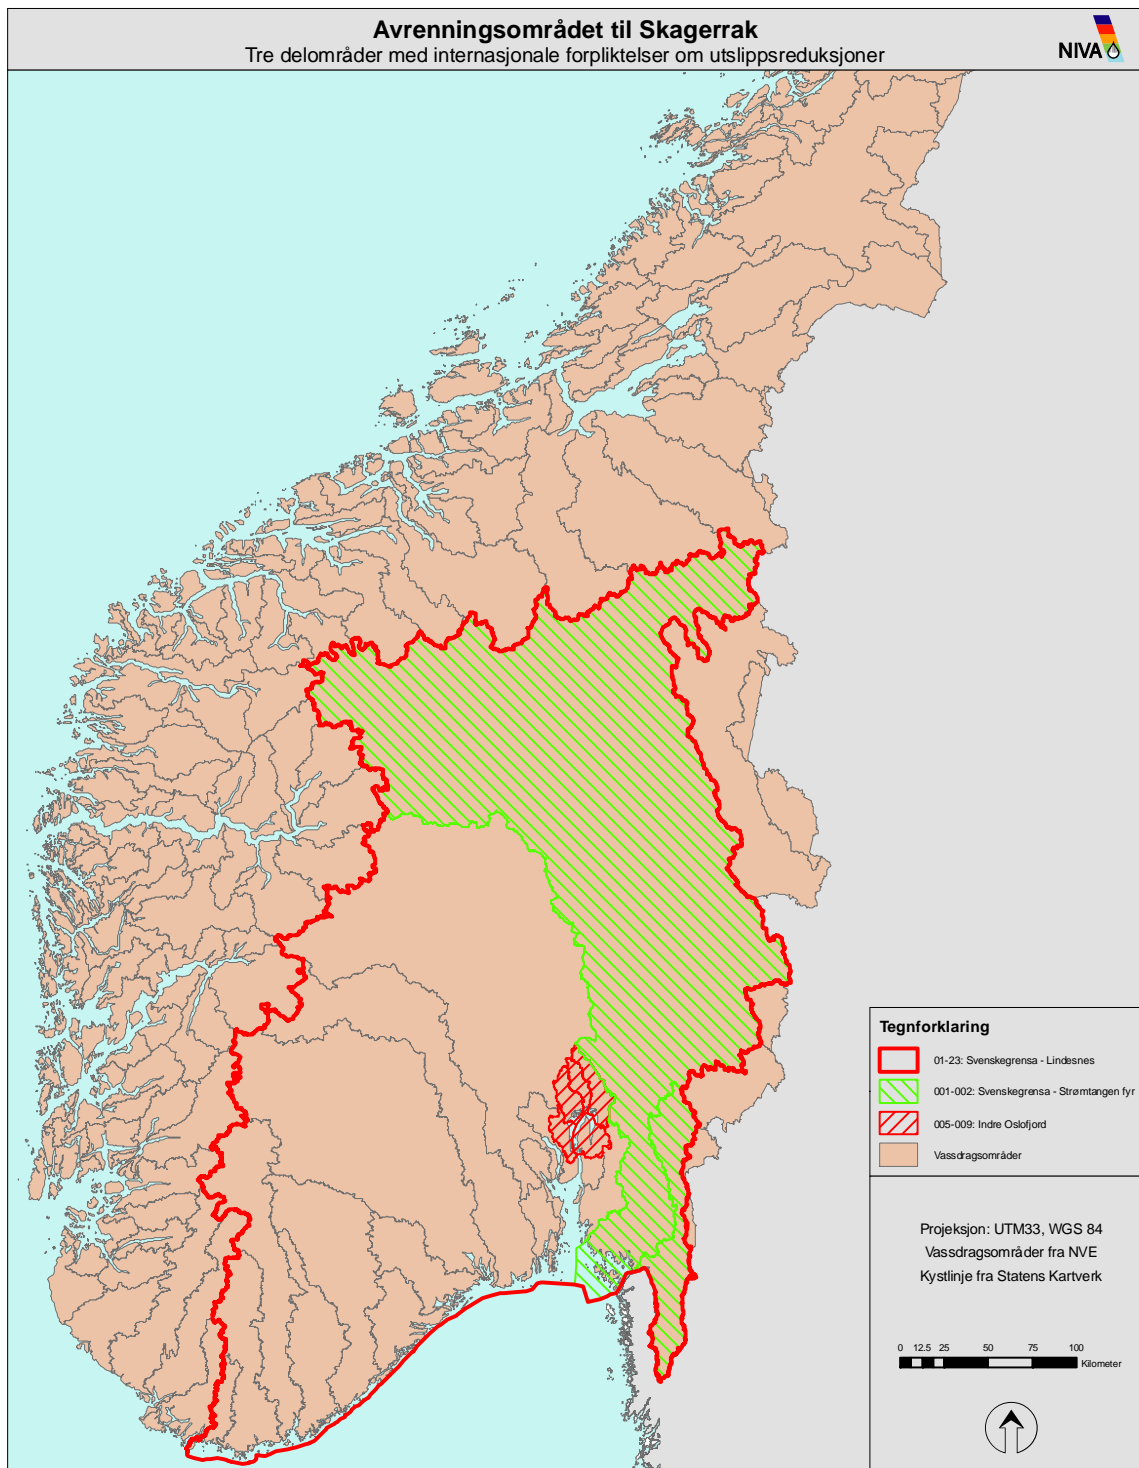 Avrenningsområdet til Skagerrak
Tre delområder med internasjonale forpliktelser om utslippsreduksjoner
NIVA
Tegnforklaring
01-23: Svenskegrensa - Lindesnes
001-002: Svenskegrensa - Strømtangen fyr
005-009: Indre Oslofjord
Vassdragsområder
Projeksjon: UTM33, WGS 84
Vassdragsområder fra NVE
Kystlinje fra Statens Kartverk
0 12.5 25 50 75 100
Kilometer